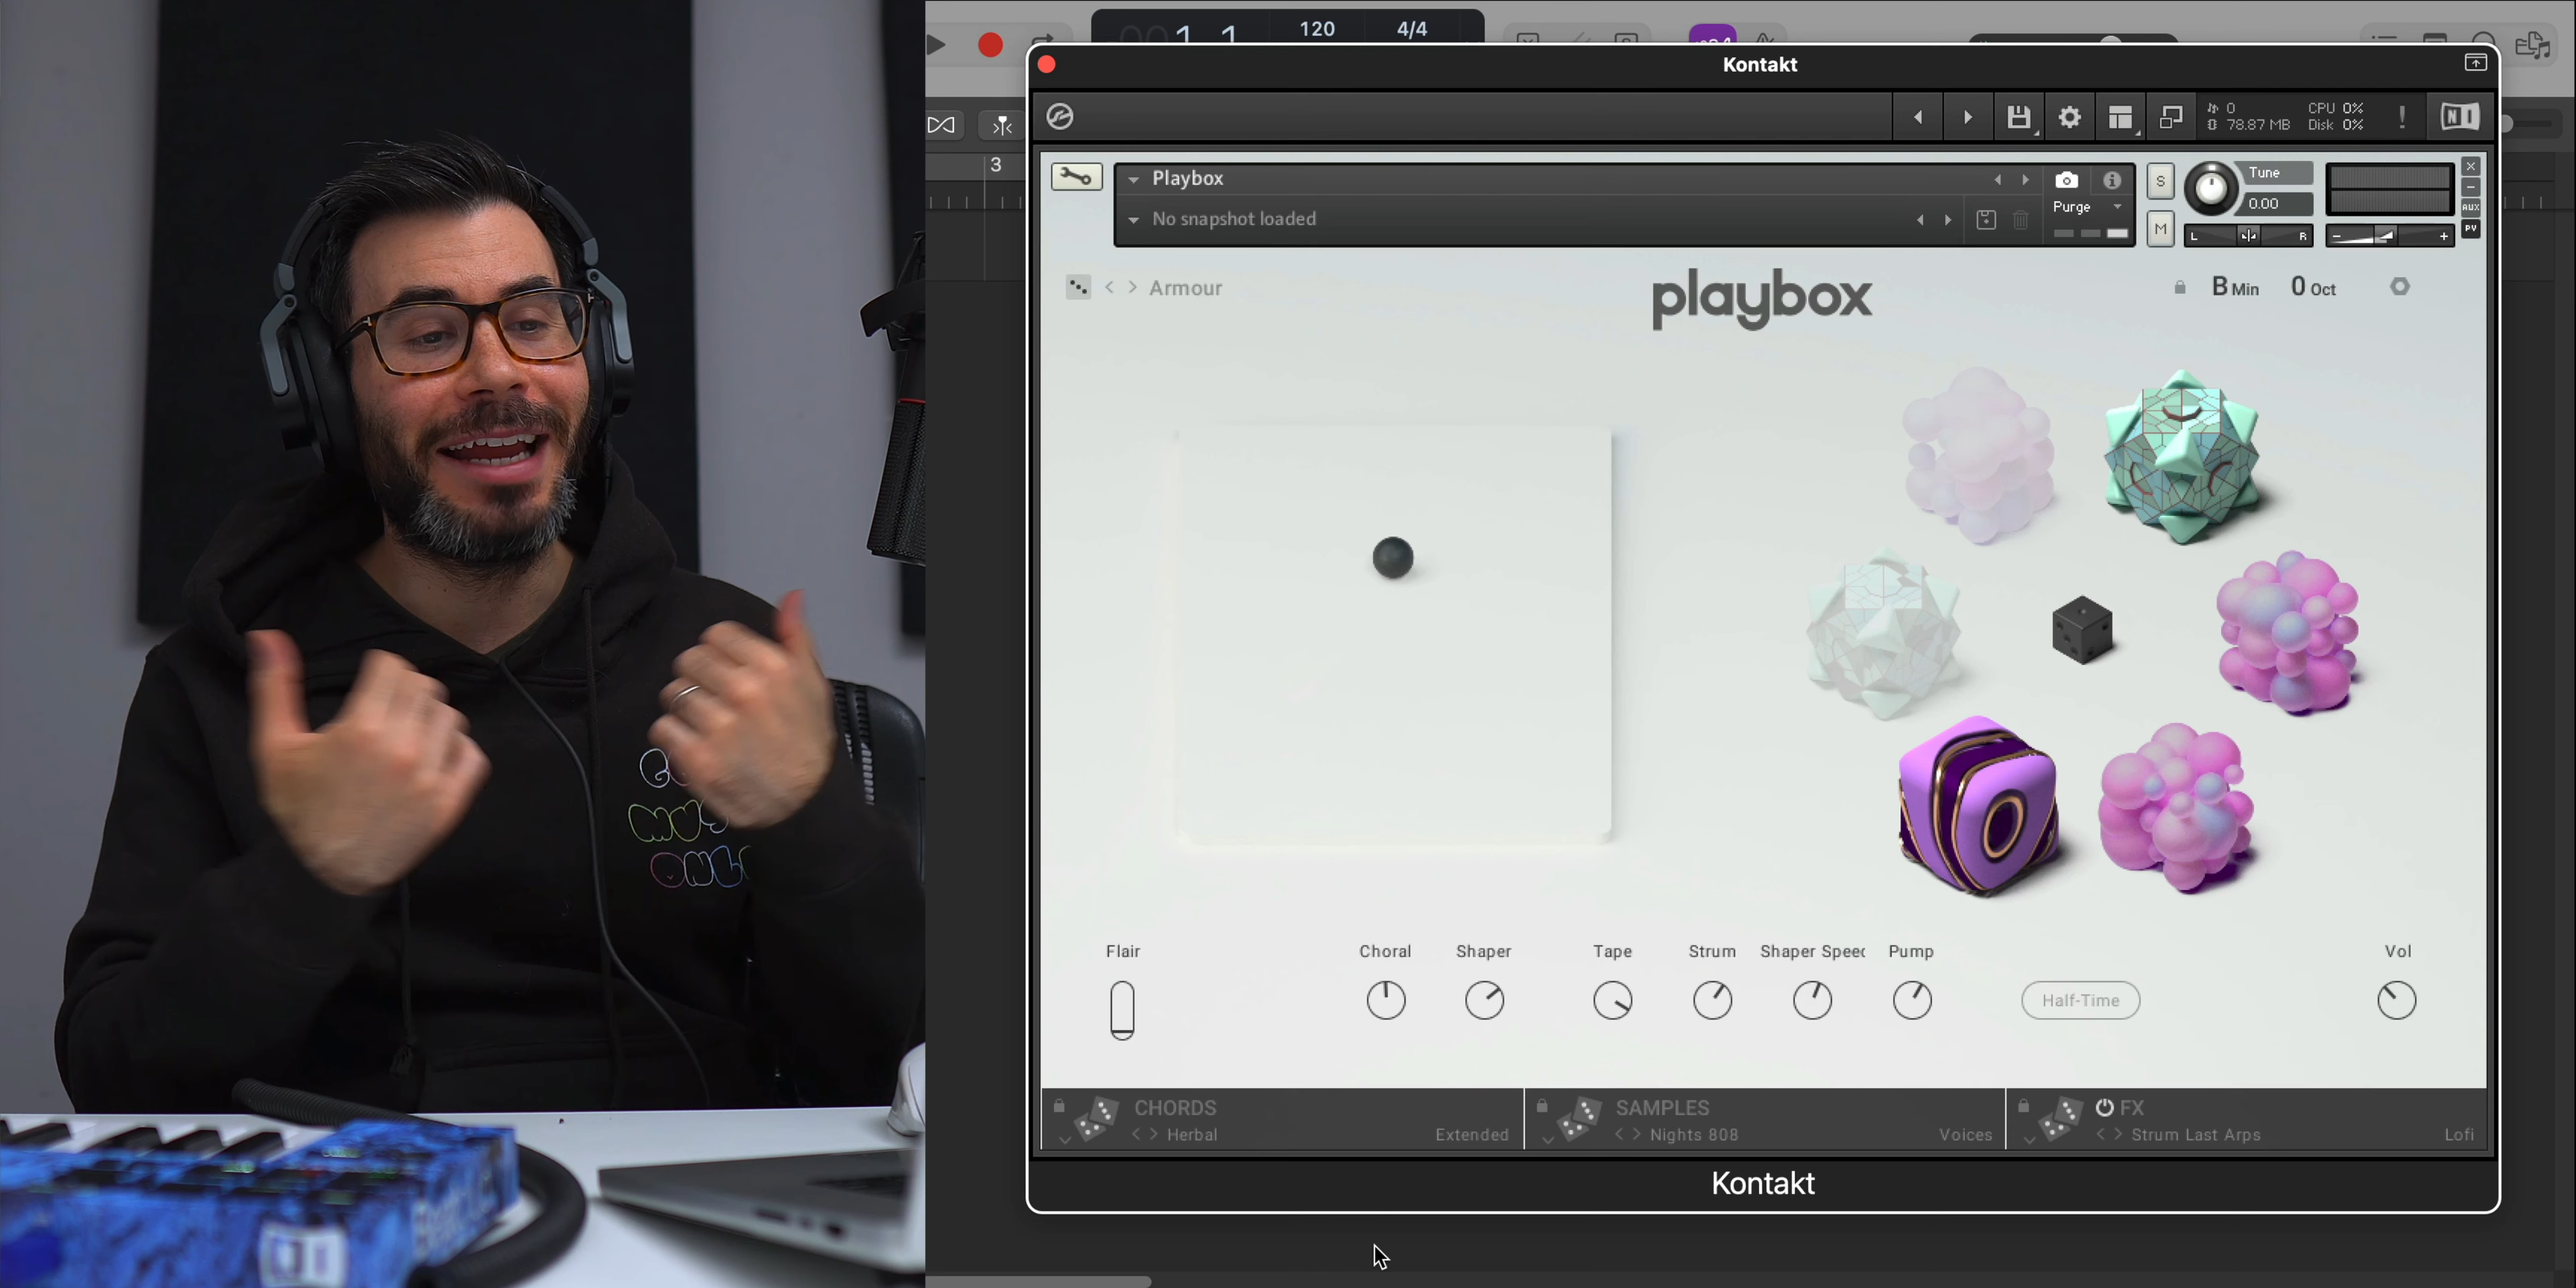 1 1
120
4/4
Kontakt
0
78.87 MB
CPU 0%
Disk 0%
!
NI
3
Playbox
No snapshot loaded
Purge
S
M
Tune
0.00
L
R
AUX
PV
Armour
playbox
B Min
0 Oct
Flair
Choral
Shaper
Tape
Strum
Shaper Speed
Pump
Half-Time
Vol
CHORDS
Herbal
Extended
SAMPLES
Nights 808
Voices
FX
Strum Last Arps
Lofi
Kontakt